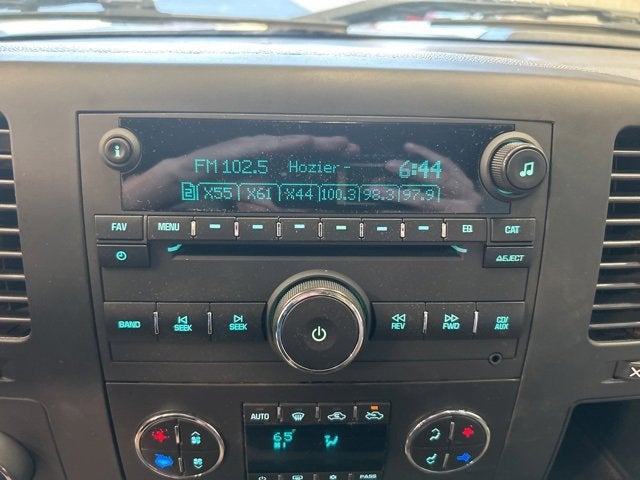 i
FM 102.5 Hozier - 6:44
2 X55 X61 X44 100.3 98.3 97.9
FAV MENU EQ CAT
EJECT
BAND SEEK SEEK REV FWD CD/AUX
AUTO
65
PASS